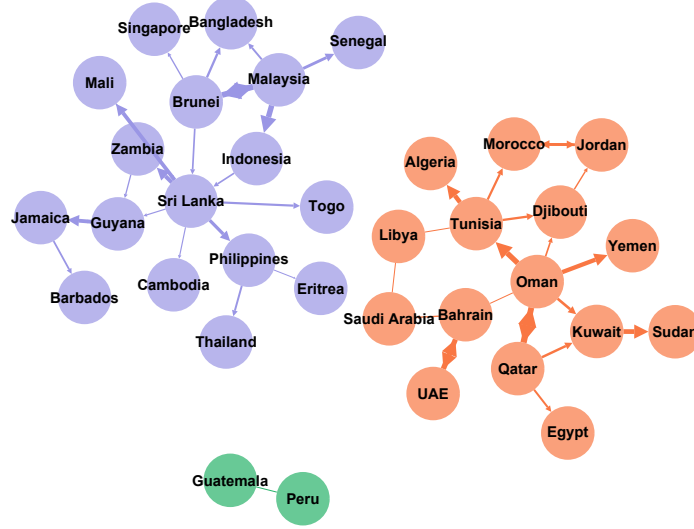 Singapore
Bangladesh
Senegal
Mali
Malaysia
Brunei
Zambia
Indonesia
Algeria
Morocco
Jordan
Sri Lanka
Togo
Jamaica
Guyana
Libya
Tunisia
Djibouti
Yemen
Philippines
Oman
Barbados
Cambodia
Eritrea
Saudi Arabia
Bahrain
Kuwait
Sudan
Thailand
Qatar
UAE
Egypt
Guatemala
Peru